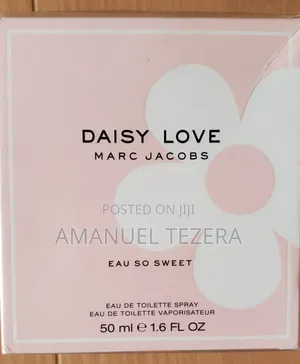 DAISY LOVE
MARC JACOBS
POSTED ON JIJI
AMANUEL TEZERA
EAU SO SWEET
EAU DE TOILETTE SPRAY
EAU DE TOILETTE VAPORISATEUR
50 ml e 1.6 FL OZ